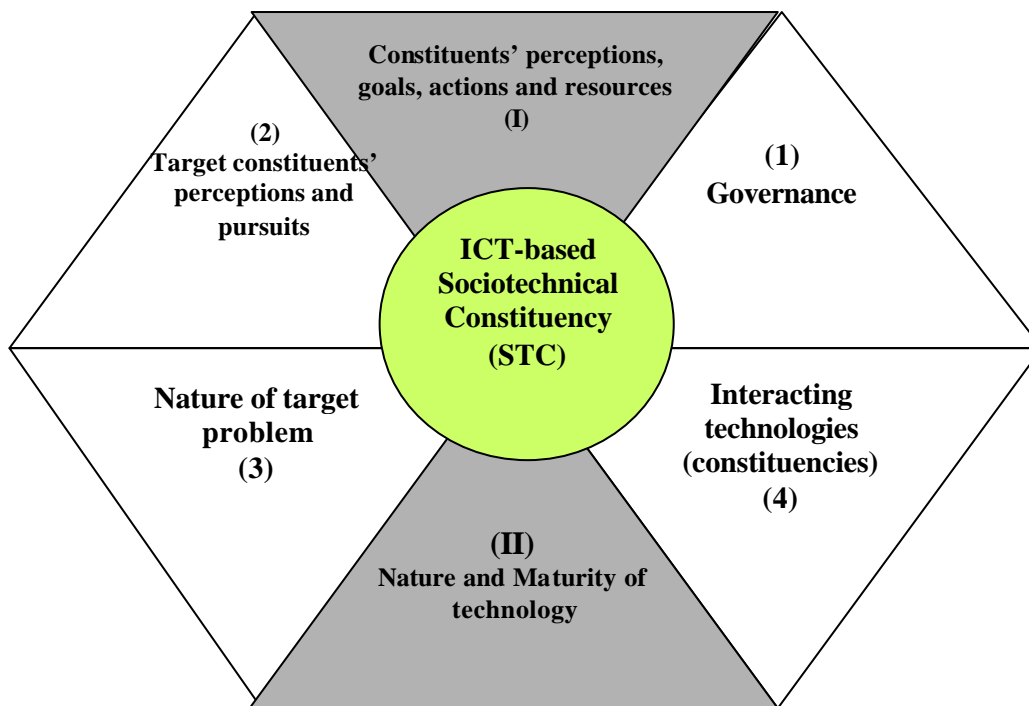 Constituents’ perceptions,
goals, actions and resources
(I)
(2)
Target constituents’
perceptions and
pursuits
(1)
Governance
ICT-based
Sociotechnical
Constituency
(STC)
Nature of target
problem
(3)
Interacting
technologies
(constituencies)
(4)
(II)
Nature and Maturity of
technology